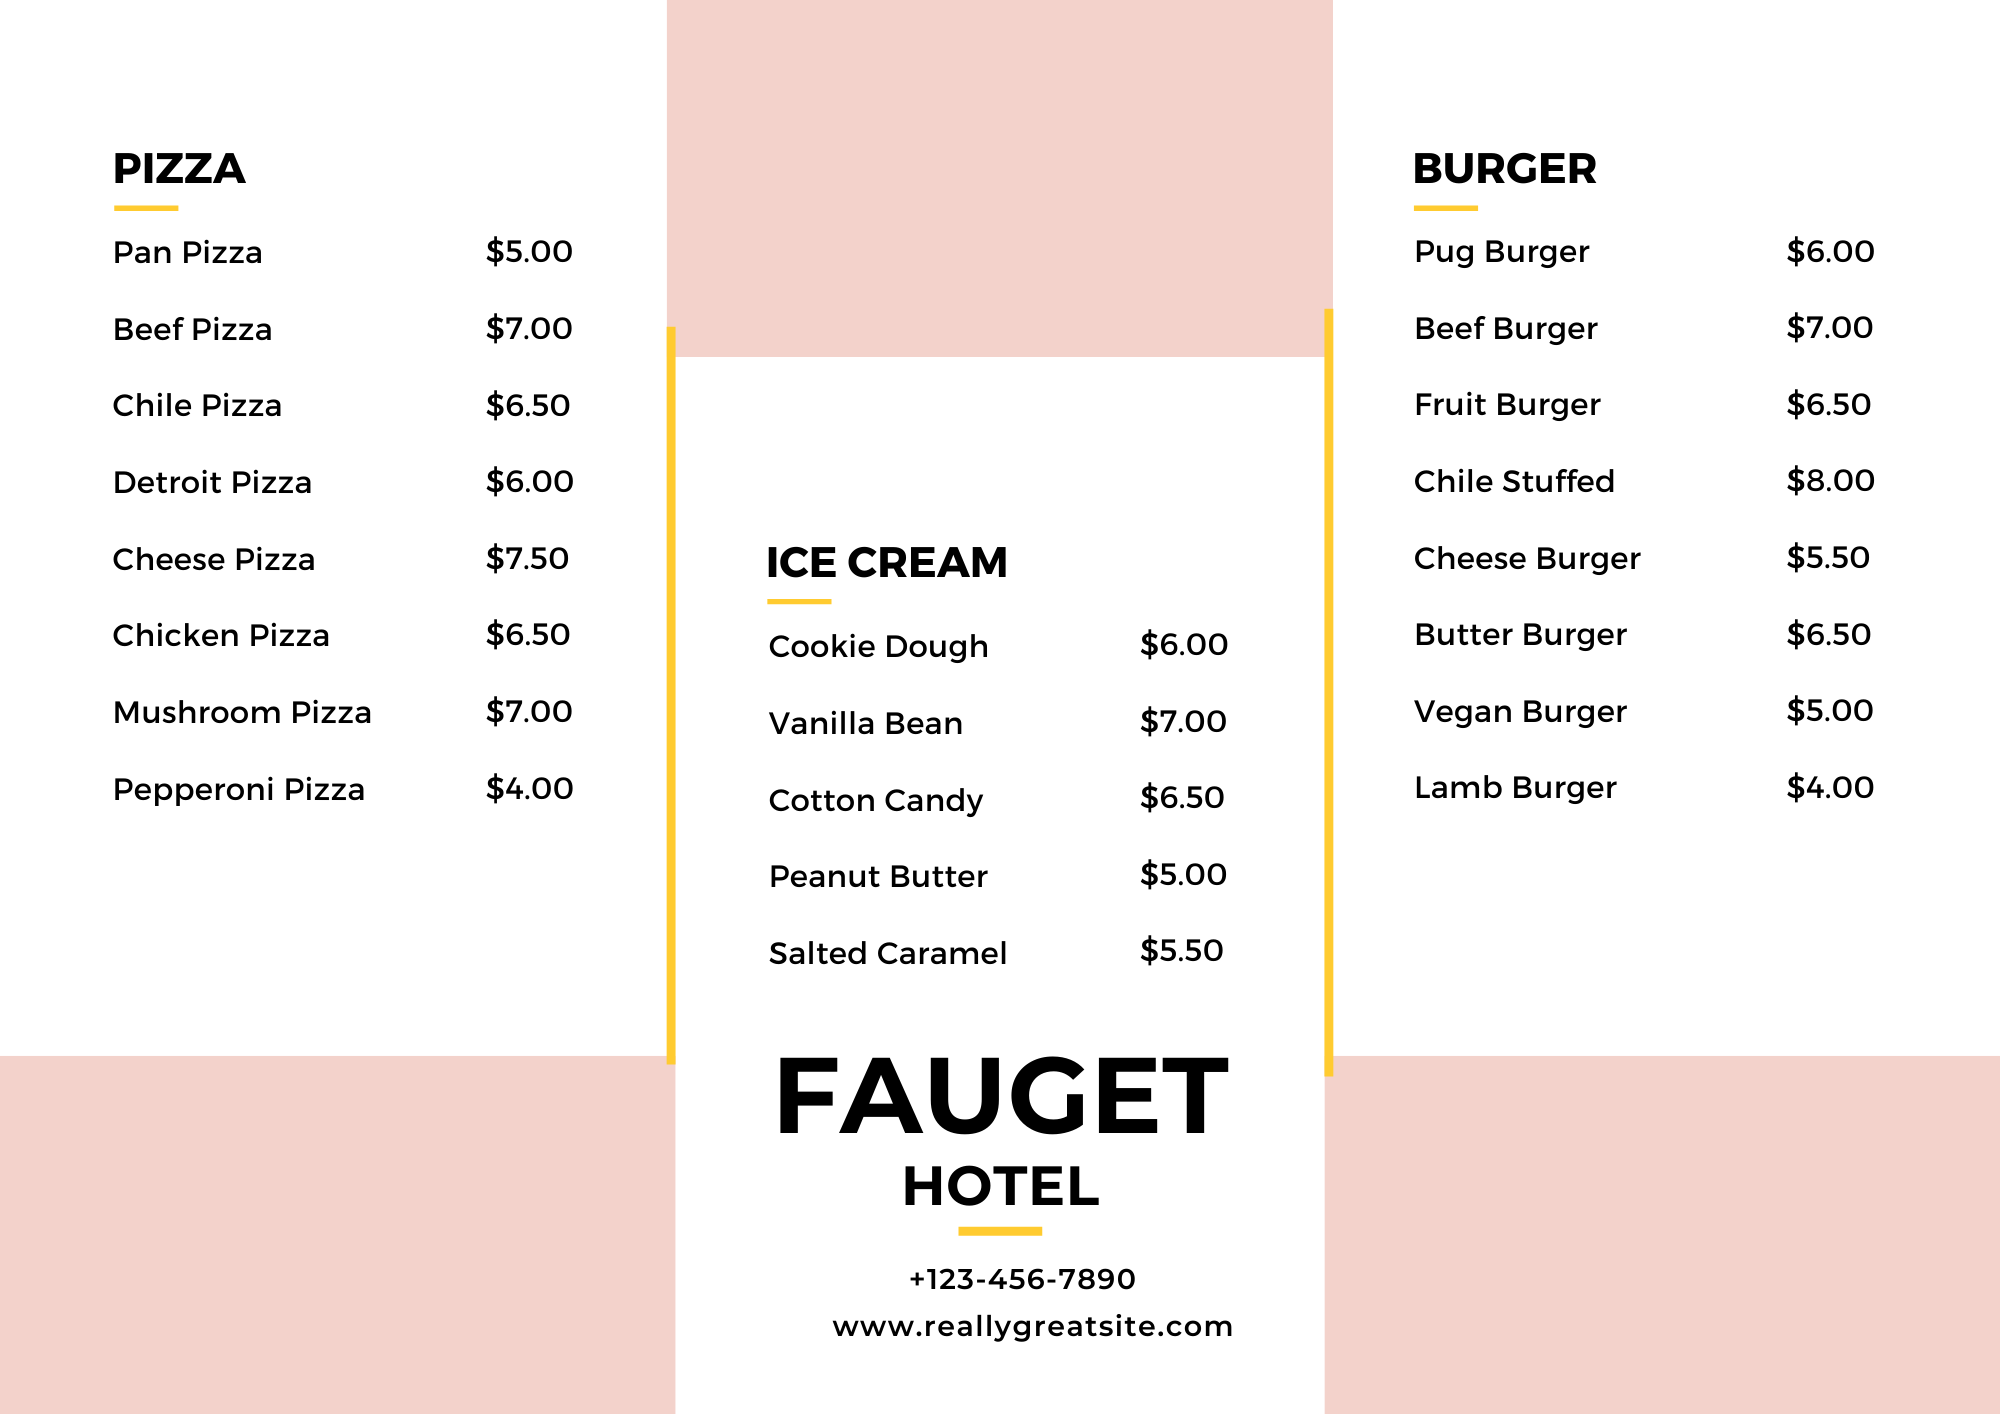 PIZZA
Pan Pizza $5.00
Beef Pizza $7.00
Chile Pizza $6.50
Detroit Pizza $6.00
Cheese Pizza $7.50
Chicken Pizza $6.50
Mushroom Pizza $7.00
Pepperoni Pizza $4.00
ICE CREAM
Cookie Dough $6.00
Vanilla Bean $7.00
Cotton Candy $6.50
Peanut Butter $5.00
Salted Caramel $5.50
FAUGET
HOTEL
+123-456-7890
www.reallygreatsite.com
BURGER
Pug Burger $6.00
Beef Burger $7.00
Fruit Burger $6.50
Chile Stuffed $8.00
Cheese Burger $5.50
Butter Burger $6.50
Vegan Burger $5.00
Lamb Burger $4.00